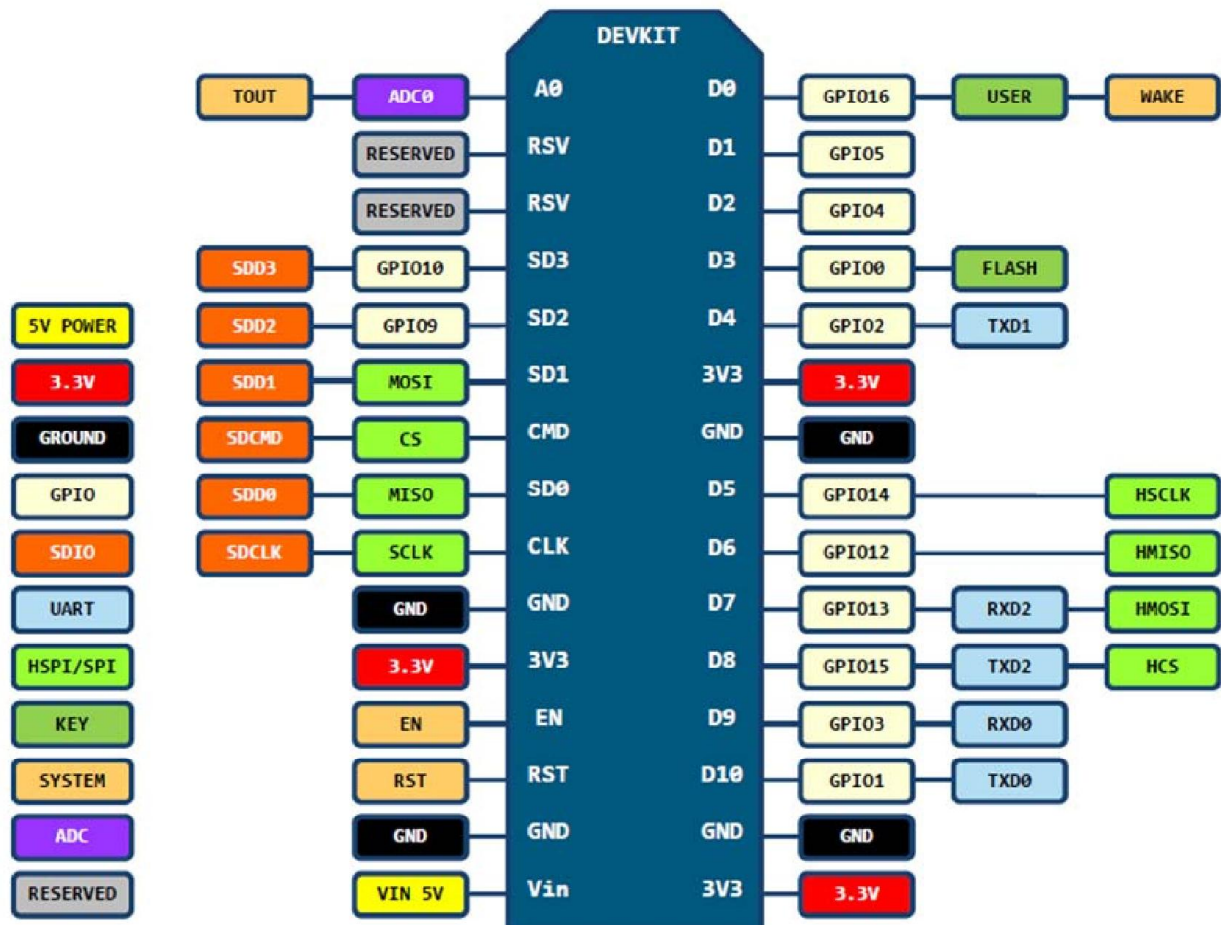 DEVKIT
TOUT ADC0 A0 D0 GPIO16 USER WAKE
RESERVED RSV D1 GPIO5
RESERVED RSV D2 GPIO4
SDD3 GPIO10 SD3 D3 GPIO0 FLASH
5V POWER SDD2 GPIO9 SD2 D4 GPIO2 TXD1
3.3V SDD1 MOSI SD1 3V3 3.3V
GROUND SDCMD CS CMD GND GND
GPIO SDD0 MISO SD0 D5 GPIO14 HSCLK
SDIO SDCLK SCLK CLK D6 GPIO12 HMISO
UART GND GND D7 GPIO13 RXD2 HMOSI
HSPI/SPI 3.3V 3V3 D8 GPIO15 TXD2 HCS
KEY EN EN D9 GPIO3 RXD0
SYSTEM RST RST D10 GPIO1 TXD0
ADC GND GND GND GND
RESERVED VIN 5V Vin 3V3 3.3V